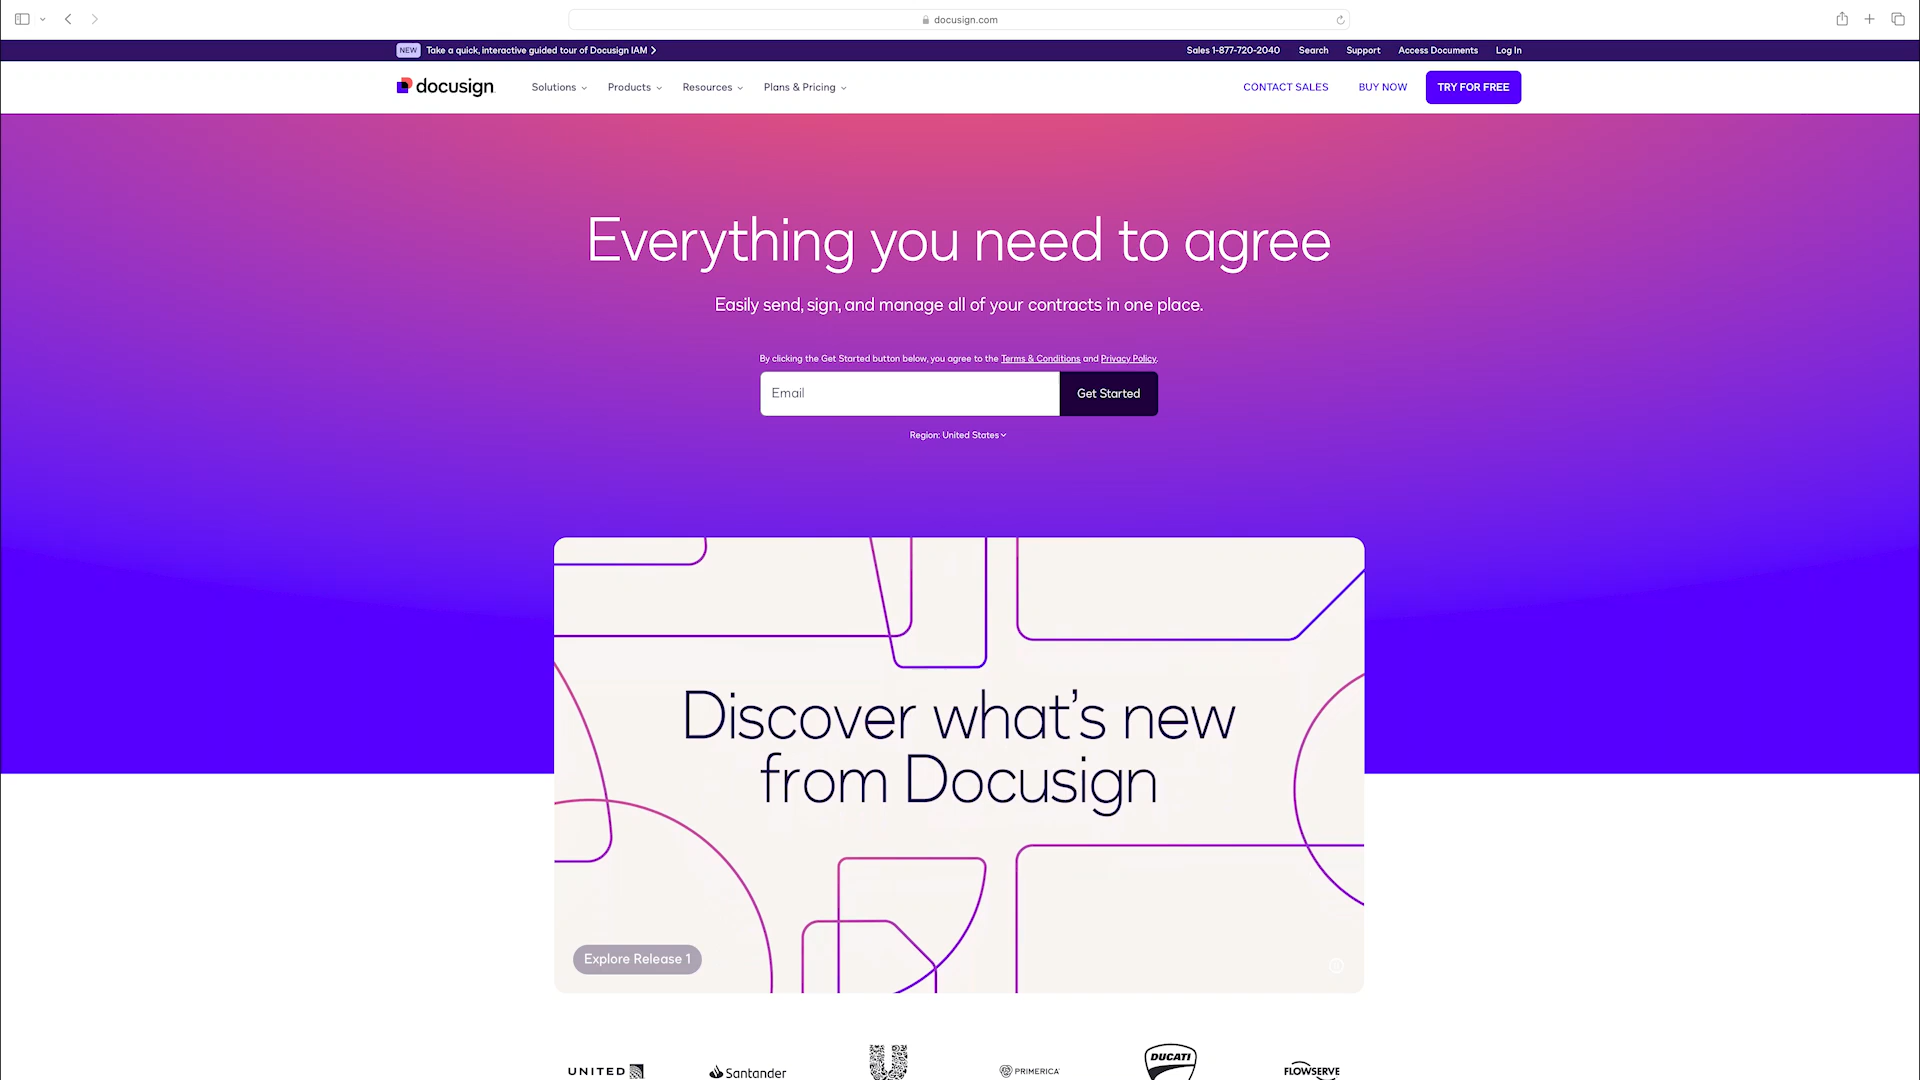 docusign.com
NEW Take a quick, interactive guided tour of Docusign IAM
Sales 1-877-720-2040 Search Support Access Documents Log In
docusign Solutions Products Resources Plans & Pricing CONTACT SALES BUY NOW TRY FOR FREE
Everything you need to agree
Easily send, sign, and manage all of your contracts in one place.
By clicking the Get Started button below, you agree to the Terms & Conditions and Privacy Policy.
Email Get Started
Region: United States
Discover what's new
from Docusign
Explore Release 1
UNITED Santander PRIMERICA DUCATI FLOWSERVE